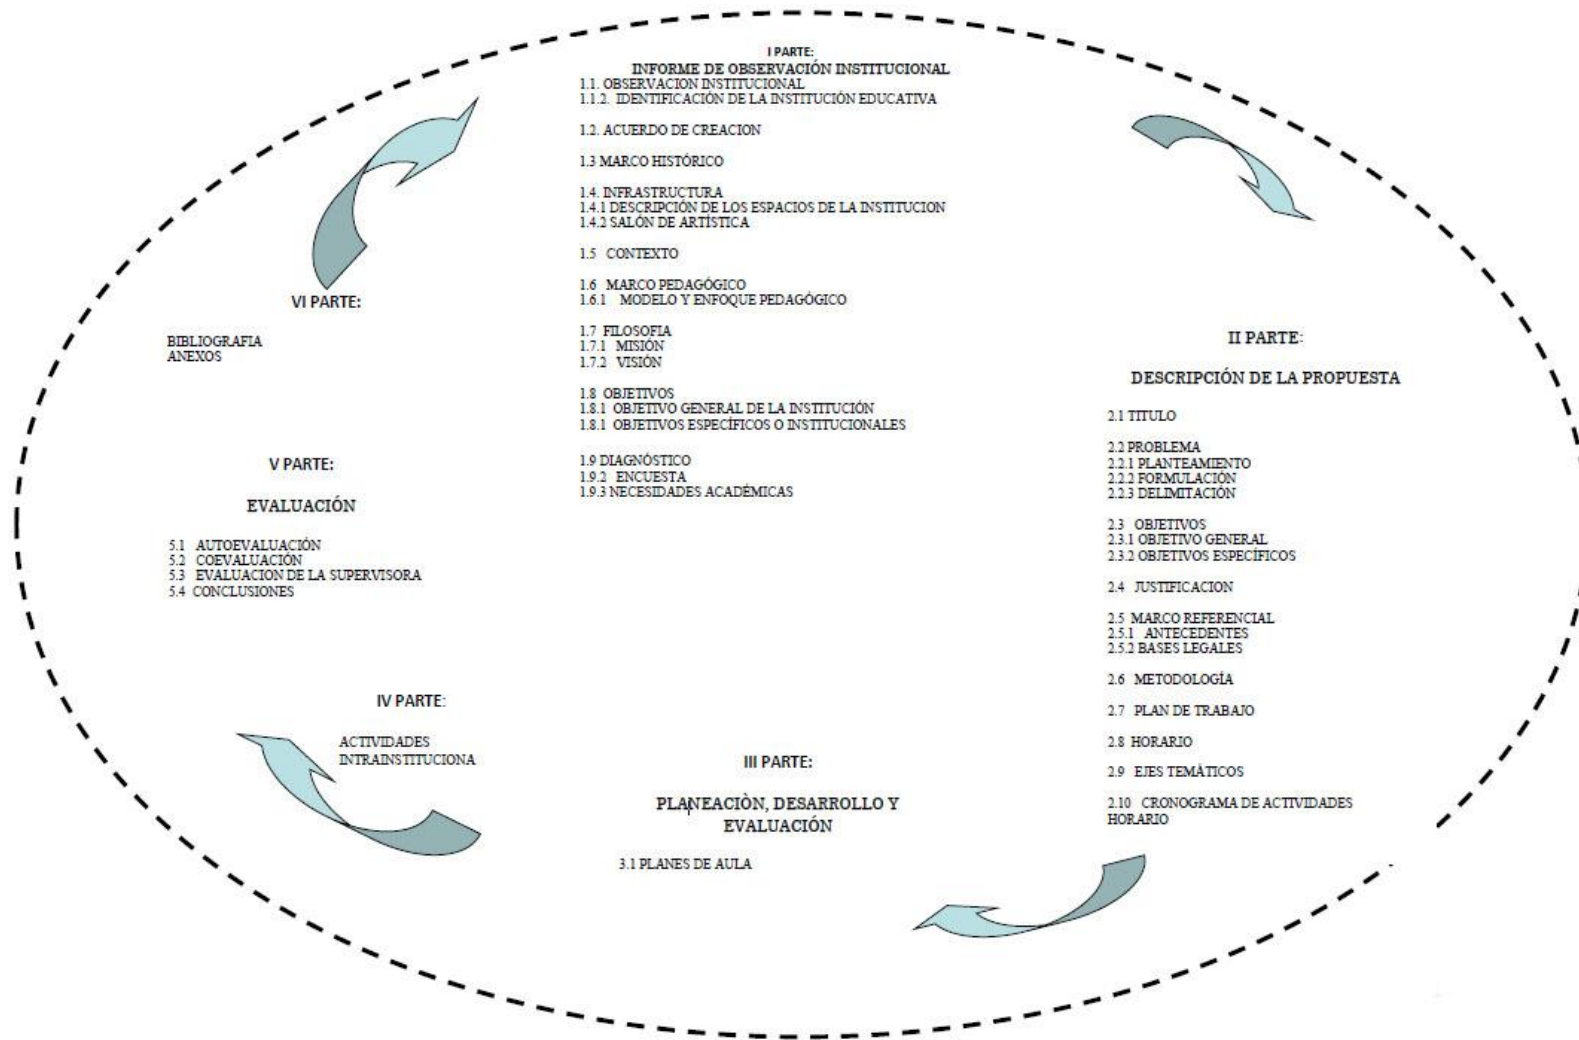 I PARTE:
INFORME DE OBSERVACIÓN INSTITUCIONAL
1.1. OBSERVACION INSTITUCIONAL
1.1.2. IDENTIFICACIÓN DE LA INSTITUCIÓN EDUCATIVA
1.2. ACUERDO DE CREACION
1.3 MARCO HISTÓRICO
1.4. INFRASTRUCTURA
1.4.1 DESCRIPCIÓN DE LOS ESPACIOS DE LA INSTITUCION
1.4.2 SALÓN DE ARTÍSTICA
1.5 CONTEXTO
1.6 MARCO PEDAGÓGICO
1.6.1 MODELO Y ENFOQUE PEDAGÓGICO
1.7 FILOSOFIA
1.7.1 MISIÓN
1.7.2 VISIÓN
1.8 OBJETIVOS
1.8.1 OBJETIVO GENERAL DE LA INSTITUCIÓN
1.8.1 OBJETIVOS ESPECÍFICOS O INSTITUCIONALES
1.9 DIAGNÓSTICO
1.9.2 ENCUESTA
1.9.3 NECESIDADES ACADÉMICAS
II PARTE:
DESCRIPCIÓN DE LA PROPUESTA
2.1 TITULO
2.2 PROBLEMA
2.2.1 PLANTEAMIENTO
2.2.2 FORMULACIÓN
2.2.3 DELIMITACIÓN
2.3 OBJETIVOS
2.3.1 OBJETIVO GENERAL
2.3.2 OBJETIVOS ESPECÍFICOS
2.4 JUSTIFICACION
2.5 MARCO REFERENCIAL
2.5.1 ANTECEDENTES
2.5.2 BASES LEGALES
2.6 METODOLOGÍA
2.7 PLAN DE TRABAJO
2.8 HORARIO
2.9 EJES TEMÀTICOS
2.10 CRONOGRAMA DE ACTIVIDADES
HORARIO
III PARTE:
PLANEACIÒN, DESARROLLO Y
EVALUACIÓN
3.1 PLANES DE AULA
IV PARTE:
ACTIVIDADES
INTRAINSTITUCIONA
V PARTE:
EVALUACIÓN
5.1 AUTOEVALUACIÓN
5.2 COEVALUACIÓN
5.3 EVALUACION DE LA SUPERVISORA
5.4 CONCLUSIONES
VI PARTE:
BIBLIOGRAFIA
ANEXOS